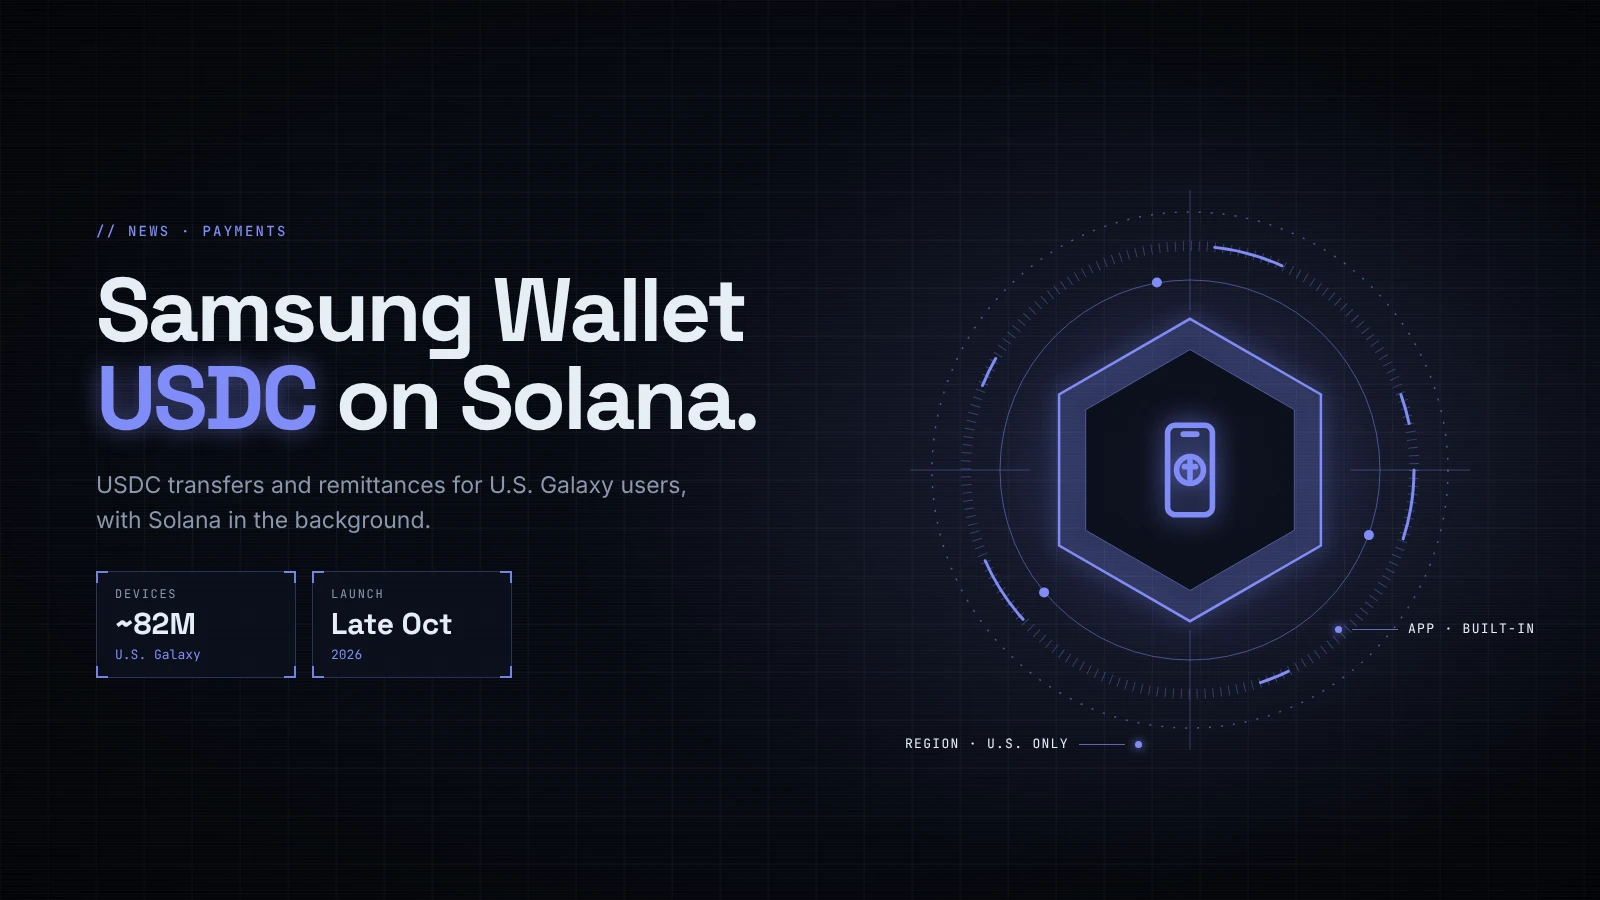 // NEWS · PAYMENTS
Samsung Wallet
USDC on Solana.
USDC transfers and remittances for U.S. Galaxy users,
with Solana in the background.
DEVICES
~82M
U.S. Galaxy
LAUNCH
Late Oct
2026
APP · BUILT-IN
REGION · U.S. ONLY